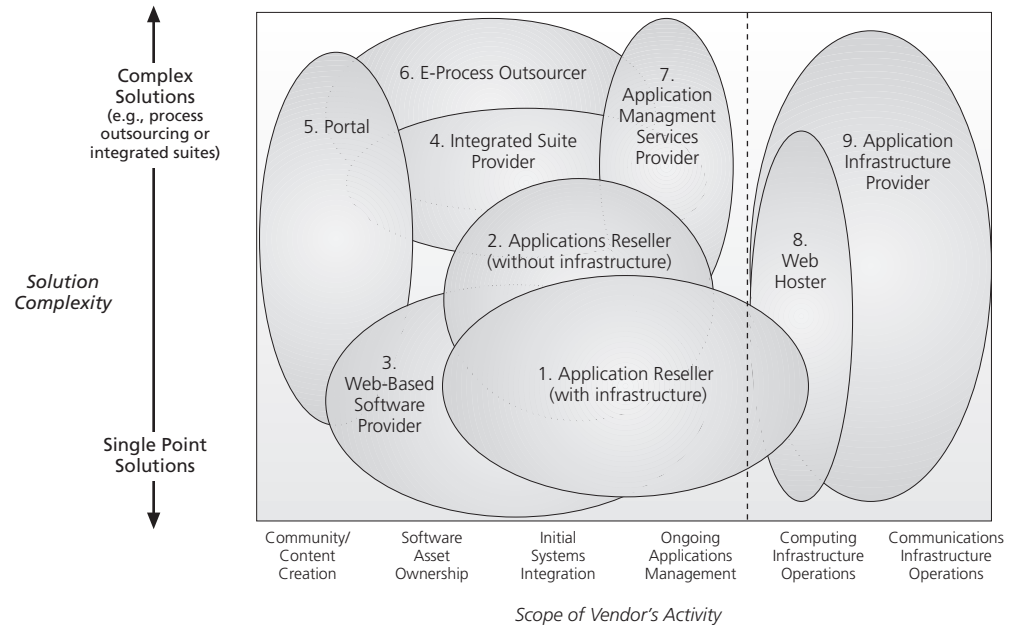 Complex
Solutions
(e.g., process
outsourcing or
integrated suites)
Solution
Complexity
Single Point
Solutions
6. E-Process Outsourcer
7.
Application
Managment
Services
Provider
5. Portal
4. Integrated Suite
Provider
9. Application
Infrastructure
Provider
2. Applications Reseller
(without infrastructure)
8.
Web
Hoster
3.
Web-Based
Software
Provider
1. Application Reseller
(with infrastructure)
Community/
Content
Creation
Software
Asset
Ownership
Initial
Systems
Integration
Ongoing
Applications
Management
Computing
Infrastructure
Operations
Communications
Infrastructure
Operations
Scope of Vendor's Activity